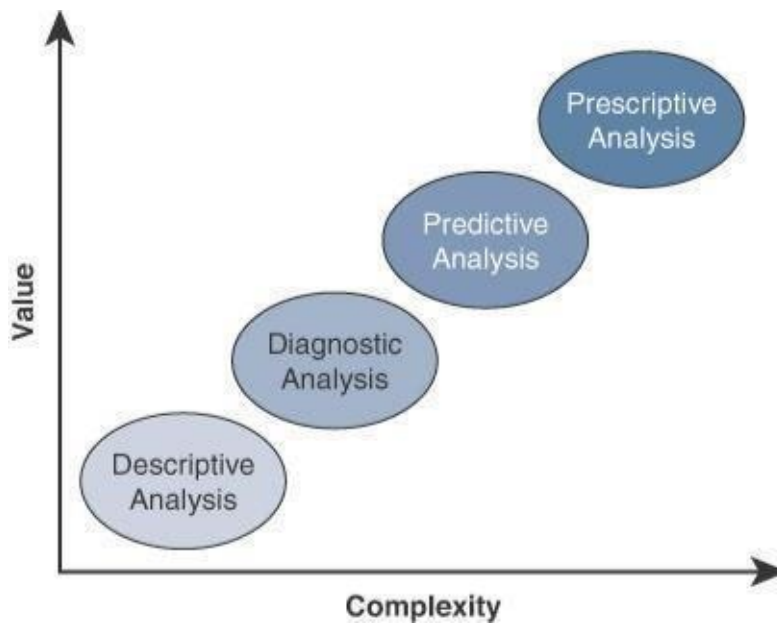 Prescriptive
Analysis
Predictive
Analysis
Diagnostic
Analysis
Descriptive
Analysis
Value
Complexity